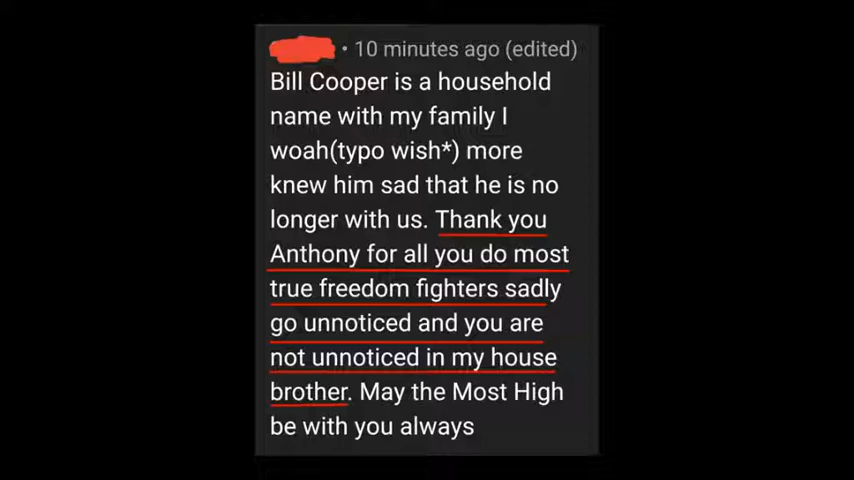 • 10 minutes ago (edited)
Bill Cooper is a household
name with my family I
woah(typo wish*) more
knew him sad that he is no
longer with us. Thank you
Anthony for all you do most
true freedom fighters sadly
go unnoticed and you are
not unnoticed in my house
brother. May the Most High
be with you always